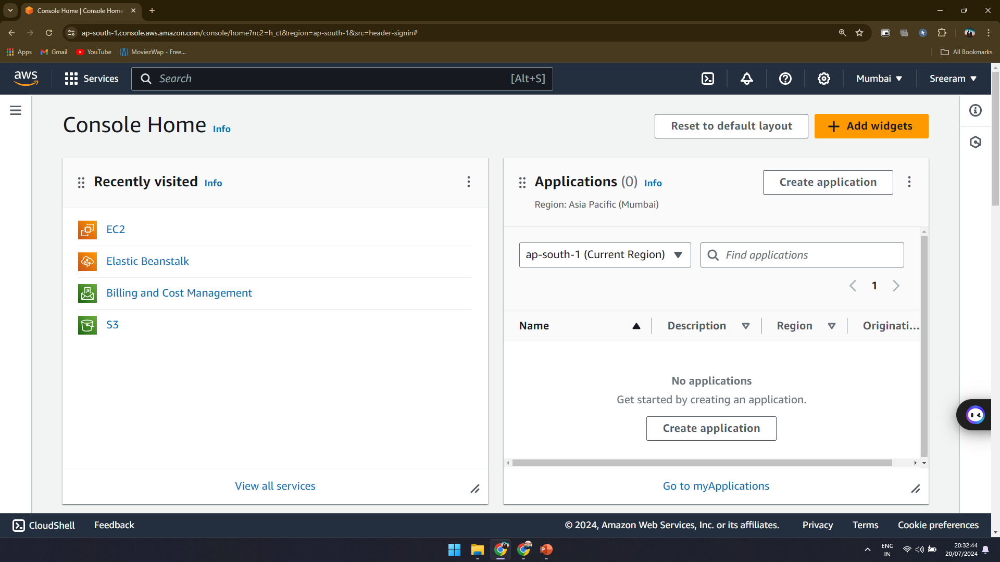 Console Home | Console Home
ap-south-1.console.aws.amazon.com/console/home?nc2=h_ct&region=ap-south-1&src=header-signin#
Apps
Gmail
YouTube
MoviezWap - Free...
All Bookmarks
aws
Services
Search
[Alt+S]
Mumbai
Sreeram
Console Home Info
Reset to default layout
Add widgets
Recently visited Info
EC2
Elastic Beanstalk
Billing and Cost Management
S3
View all services
Applications (0) Info
Create application
Region: Asia Pacific (Mumbai)
ap-south-1 (Current Region)
Find applications
1
Name
Description
Region
Originati...
No applications
Get started by creating an application.
Create application
Go to myApplications
CloudShell
Feedback
© 2024, Amazon Web Services, Inc. or its affiliates.
Privacy
Terms
Cookie preferences
P
ENG
IN
20:32:44
20/07/2024